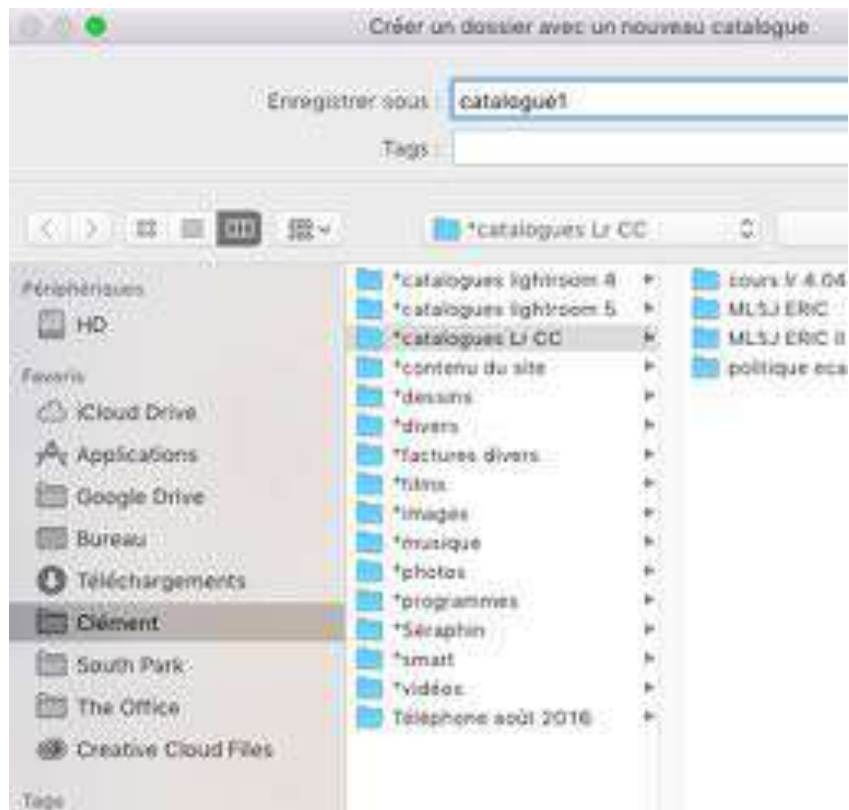 Créer un dossier avec un nouveau catalogue
Enregistrer sous : catalogue1
Tags :
*catalogues Lr CC
Périphériques
HD
Favoris
iCloud Drive
Applications
Google Drive
Bureau
Téléchargements
Clément
South Park
The Office
Creative Cloud Files
Tags
*catalogues lightroom 4
*catalogues lightroom 5
*catalogues Lr CC
*contenu du site
*dessins
*divers
*factures divers
*films
*images
*musique
*photos
*programmes
*Séraphin
*smart
*vidéos
Téléphone août 2016
cours lr 4.04
MLSJ ERIC
MLSJ ERIC II
politique